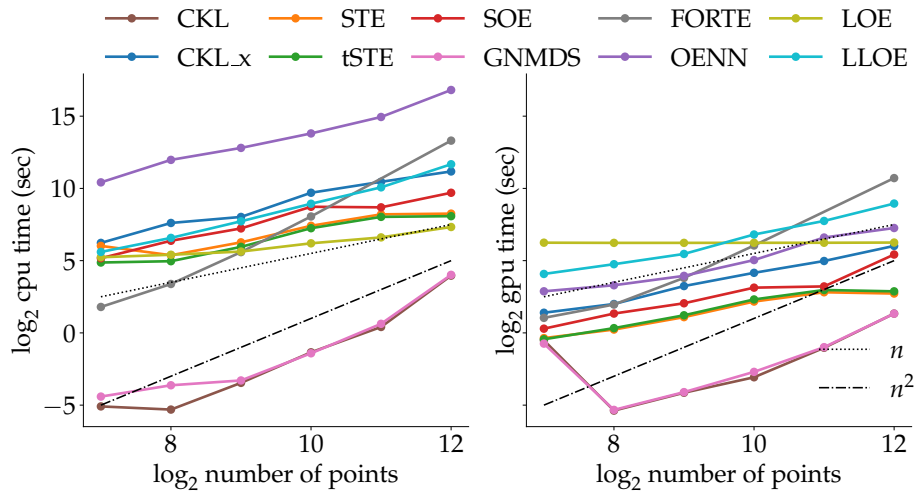 CKL STE SOE FORTE LOE
CKL_x tSTE GNMDS OENN LLOE
log₂ cpu time (sec)
15
10
5
0
−5
8 10 12
log₂ number of points
log₂ gpu time (sec)
n
n²
8 10 12
log₂ number of points